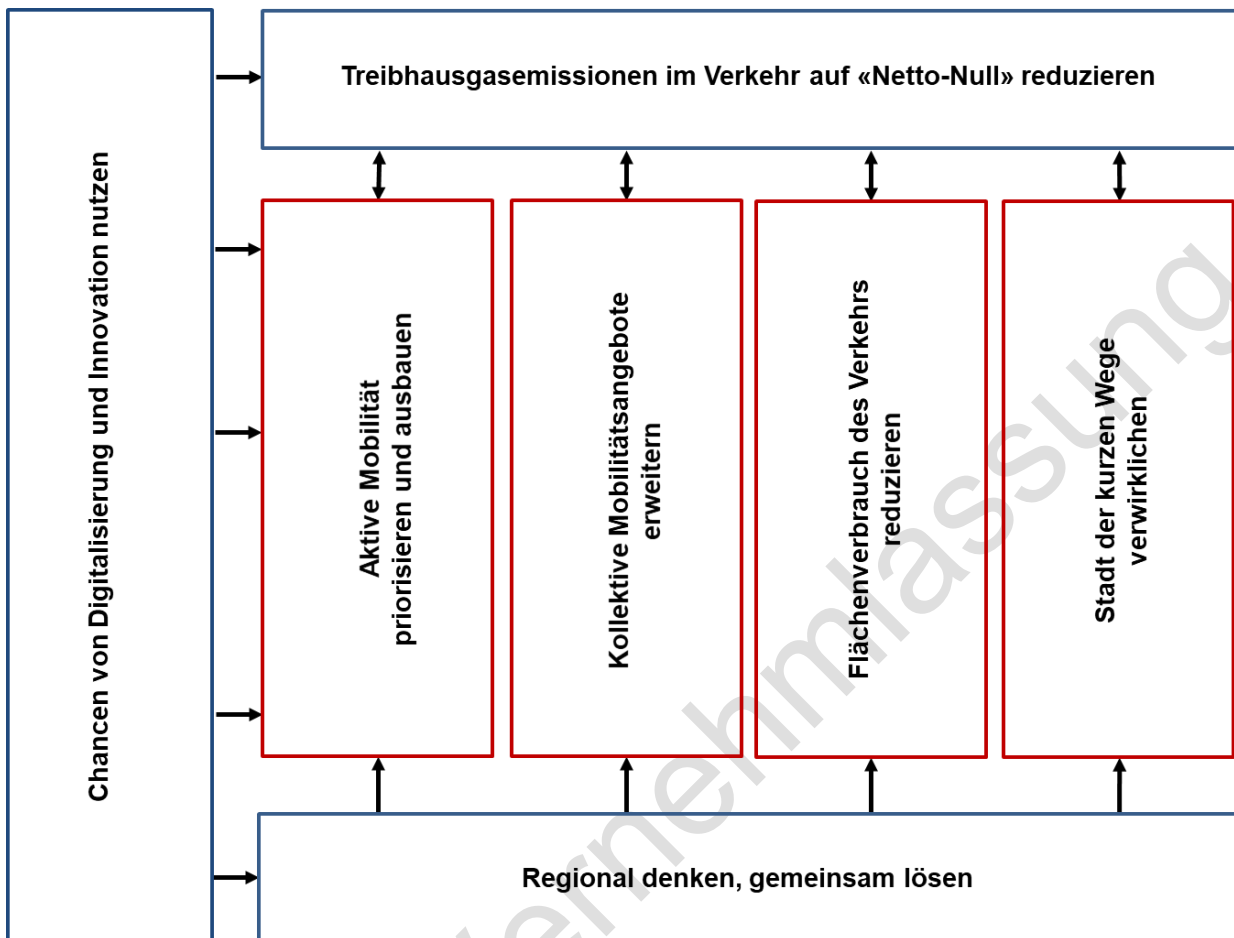 Chancen von Digitalisierung und Innovation nutzen
Treibhausgasemissionen im Verkehr auf «Netto-Null» reduzieren
Aktive Mobilität
priorisieren und ausbauen
Kollektive Mobilitätsangebote
erweitern
Flächenverbrauch des Verkehrs
reduzieren
Stadt der kurzen Wege
verwirklichen
Regional denken, gemeinsam lösen
ernehmlassung